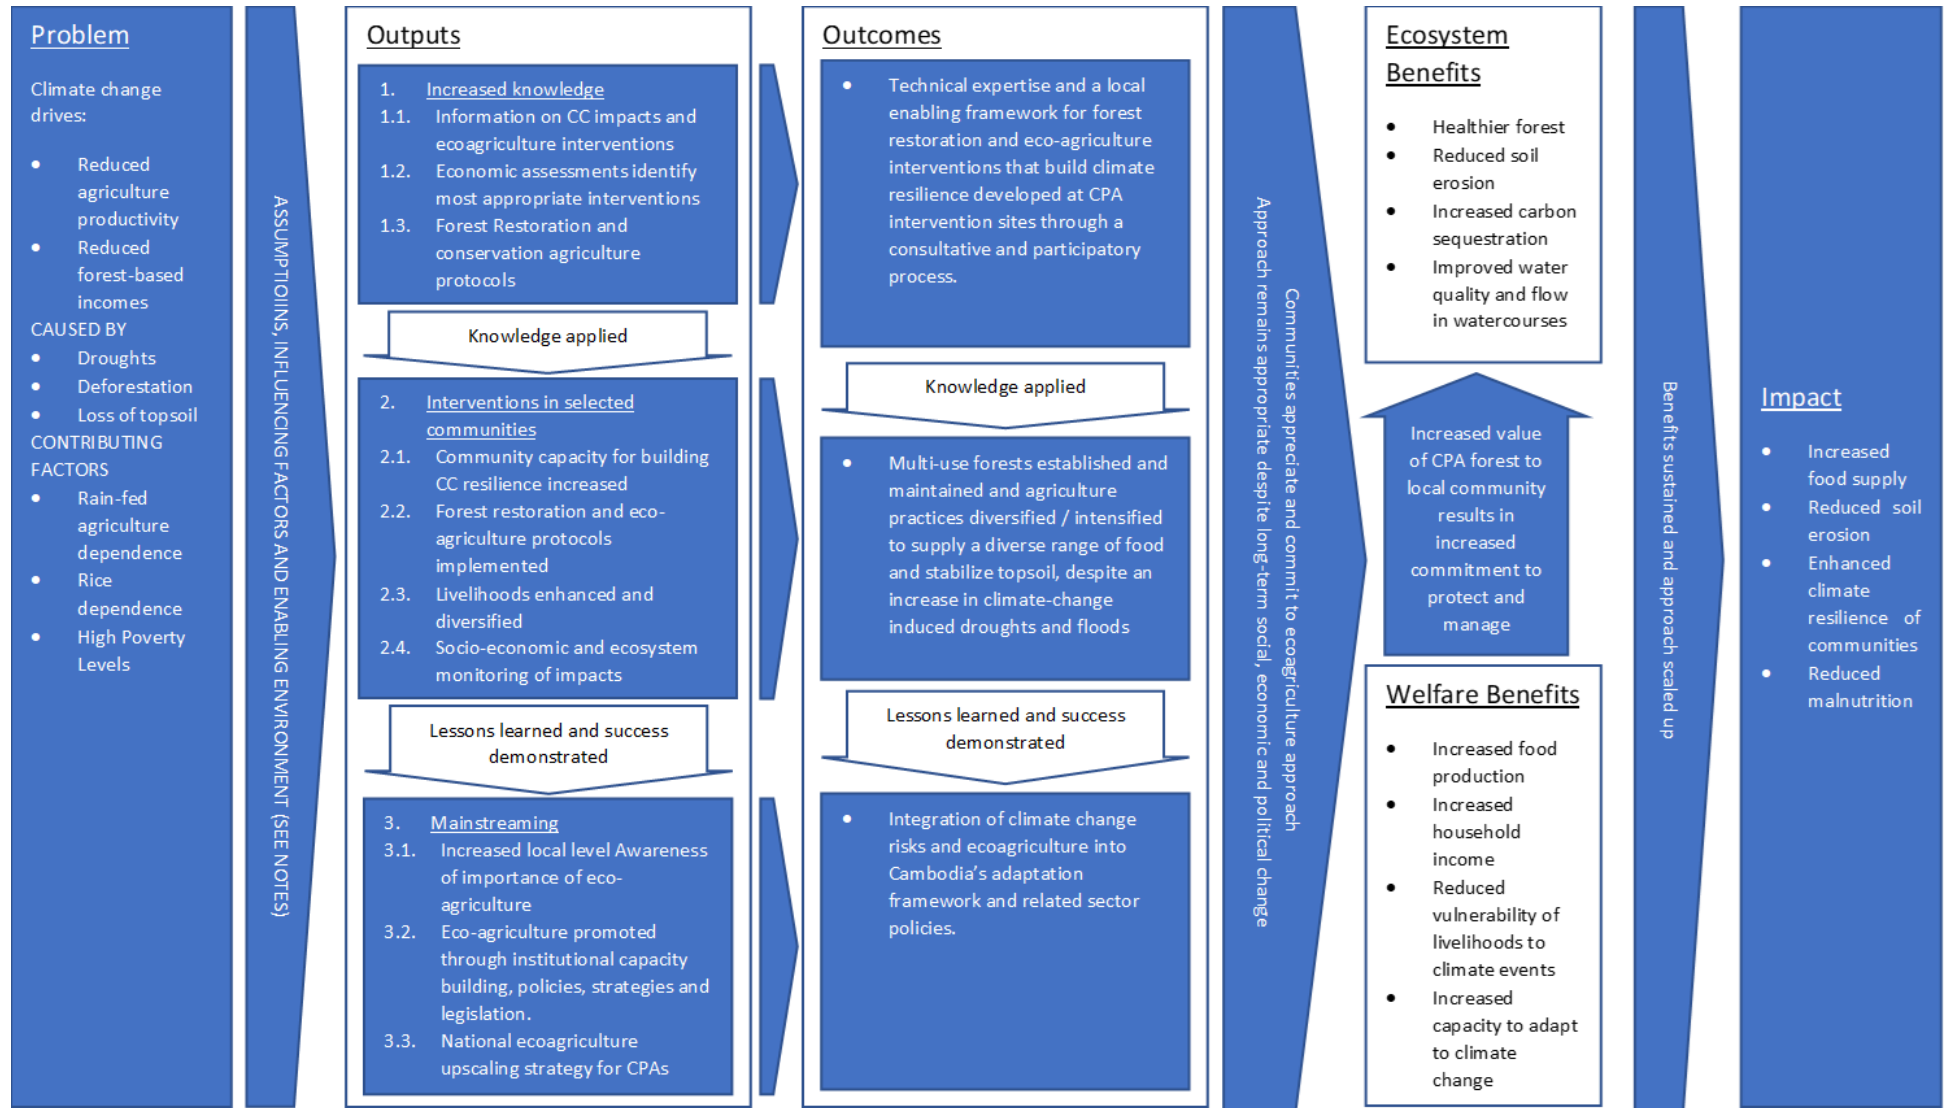 Problem
Climate change
drives:
• Reduced
agriculture
productivity
• Reduced
forest-based
incomes
CAUSED BY
• Droughts
• Deforestation
• Loss of topsoil
CONTRIBUTING
FACTORS
• Rain-fed
agriculture
dependence
• Rice
dependence
• High Poverty
Levels
ASSUMPTIOIINS, INFLUENCING FACTORS AND ENABLING ENVIRONMENT (SEE NOTES)
Outputs
1. Increased knowledge
1.1. Information on CC impacts and
ecoagriculture interventions
1.2. Economic assessments identify
most appropriate interventions
1.3. Forest Restoration and
conservation agriculture
protocols
Knowledge applied
2. Interventions in selected
communities
2.1. Community capacity for building
CC resilience increased
2.2. Forest restoration and eco-
agriculture protocols
implemented
2.3. Livelihoods enhanced and
diversified
2.4. Socio-economic and ecosystem
monitoring of impacts
Lessons learned and success
demonstrated
3. Mainstreaming
3.1. Increased local level Awareness
of importance of eco-
agriculture
3.2. Eco-agriculture promoted
through institutional capacity
building, policies, strategies and
legislation.
3.3. National ecoagriculture
upscaling strategy for CPAs
Outcomes
• Technical expertise and a local
enabling framework for forest
restoration and eco-agriculture
interventions that build climate
resilience developed at CPA
intervention sites through a
consultative and participatory
process.
Knowledge applied
• Multi-use forests established and
maintained and agriculture
practices diversified / intensified
to supply a diverse range of food
and stabilize topsoil, despite an
increase in climate-change
induced droughts and floods
Lessons learned and success
demonstrated
• Integration of climate change
risks and ecoagriculture into
Cambodia's adaptation
framework and related sector
policies.
Communities appreciate and commit to ecoagriculture approach
Approach remains appropriate despite long-term social, economic and political change
Ecosystem
Benefits
• Healthier forest
• Reduced soil
erosion
• Increased carbon
sequestration
• Improved water
quality and flow
in watercourses
Increased value
of CPA forest to
local community
results in
increased
commitment to
protect and
manage
Welfare Benefits
• Increased food
production
• Increased
household
income
• Reduced
vulnerability of
livelihoods to
climate events
• Increased
capacity to adapt
to climate
change
Benefits sustained and approach scaled up
Impact
• Increased
food supply
• Reduced soil
erosion
• Enhanced
climate
resilience of
communities
• Reduced
malnutrition